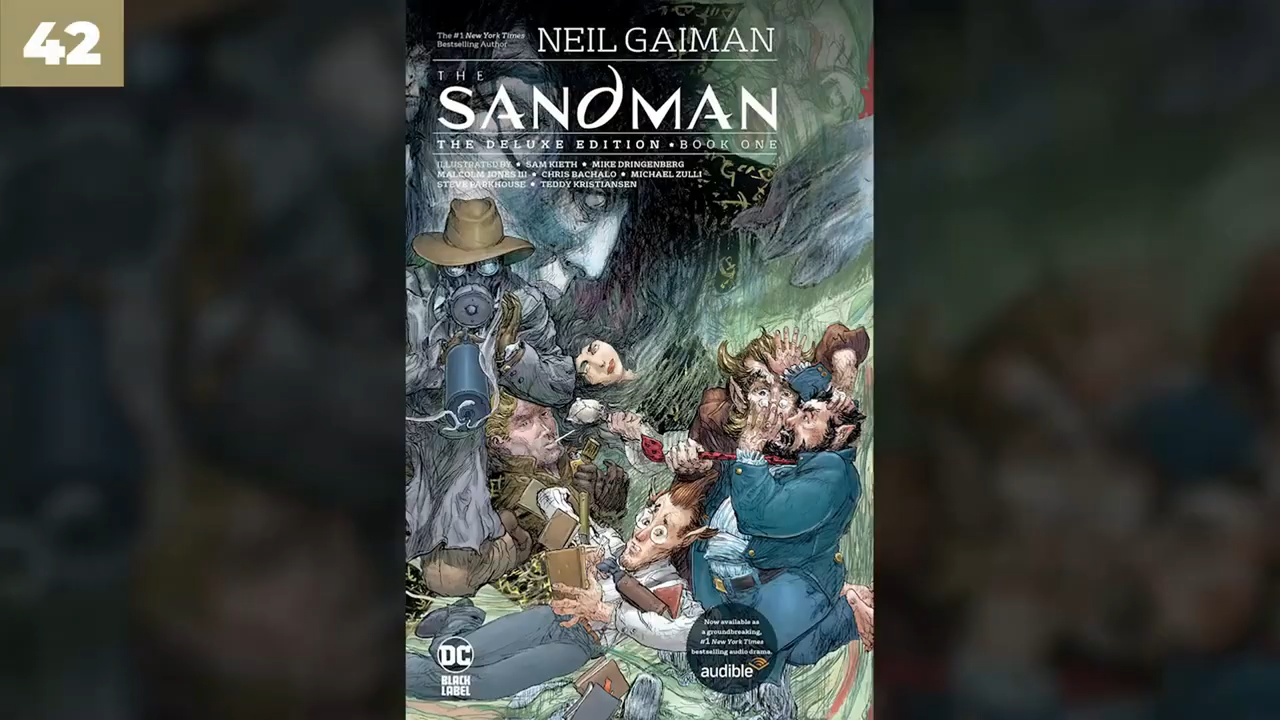 42
The #1 New York Times
Bestselling Author
NEIL GAIMAN
THE
SANDMAN
THE DELUXE EDITION • BOOK ONE
ILLUSTRATED BY • SAM KIETH • MIKE DRINGENBERG
MALCOLM JONES III • CHRIS BACHALO • MICHAEL ZULLI
STEVE PARKHOUSE • TEDDY KRISTIANSEN
Now available as
a groundbreaking,
#1 New York Times
bestselling audio drama.
audible
DC
BLACK
LABEL